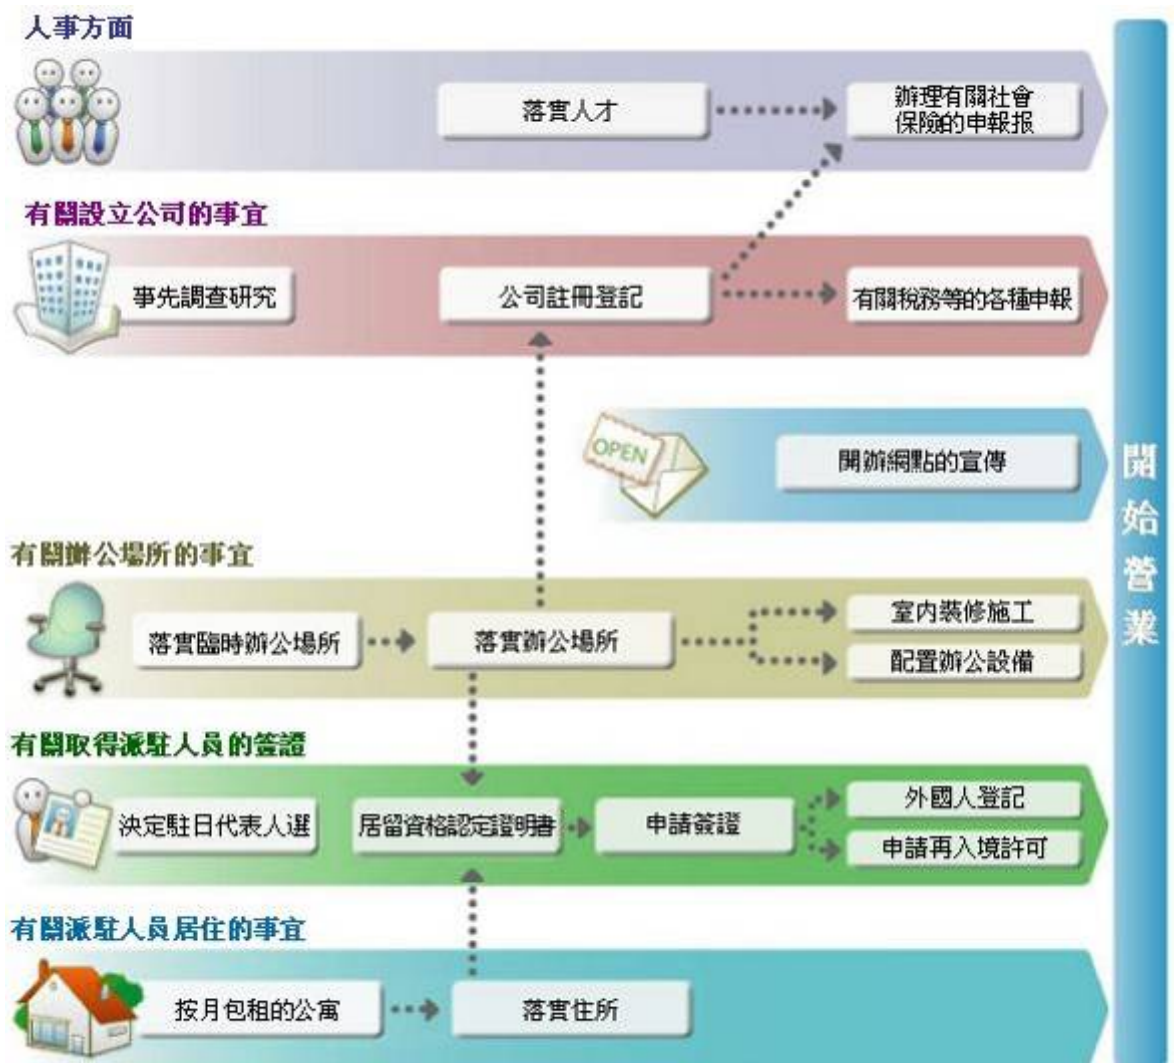 人事方面
落實人才
辦理有關社會
保險的申報报
有關設立公司的事宜
事先調查研究
公司註冊登記
有關税務等的各種申報
OPEN
開辦網點的宣傳
有關辦公場所的事宜
落實臨時辦公場所
落實辦公場所
室内裝修施工
配置辦公設備
有關取得派駐人員的簽證
決定駐日代表人選
居留資格認定證明書
申請簽證
外國人登記
申請再入境許可
有關派駐人員居住的事宜
按月包租的公寓
落實住所
開始營業